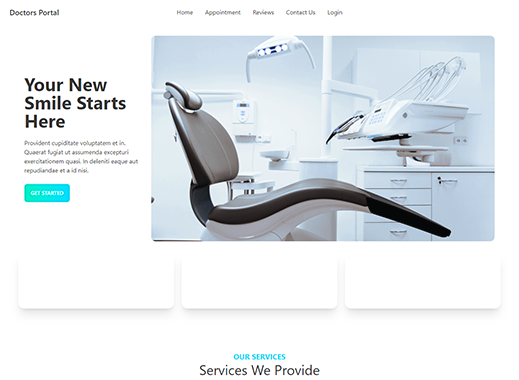 Doctors Portal
Home Appointment Reviews Contact Us Login
Your New
Smile Starts
Here
Provident cupiditate voluptatem et in.
Quaerat fugiat ut assumenda excepturi
exercitationem quasi. In deleniti eaque aut
repudiandae et a id nisi.
GET STARTED
OUR SERVICES
Services We Provide